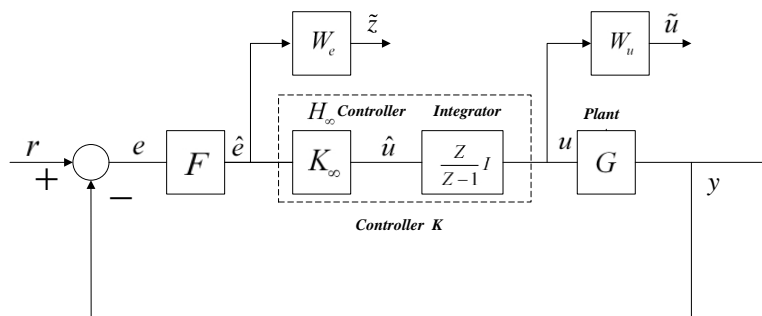 W_e
z̃
W_u
ũ
H_∞ Controller
Integrator
Plant
r
e
F
ê
K_∞
û
Z
Z − 1
I
u
G
+
−
y
Controller K